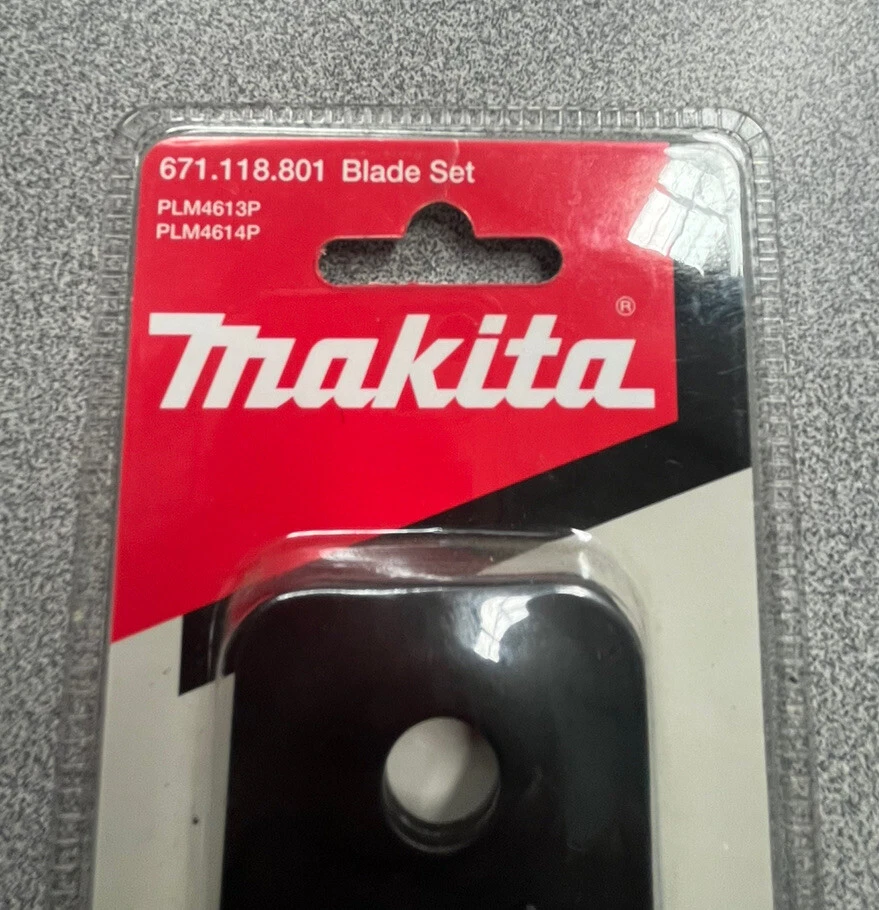 671.118.801 Blade Set
PLM4613P
PLM4614P
makita®